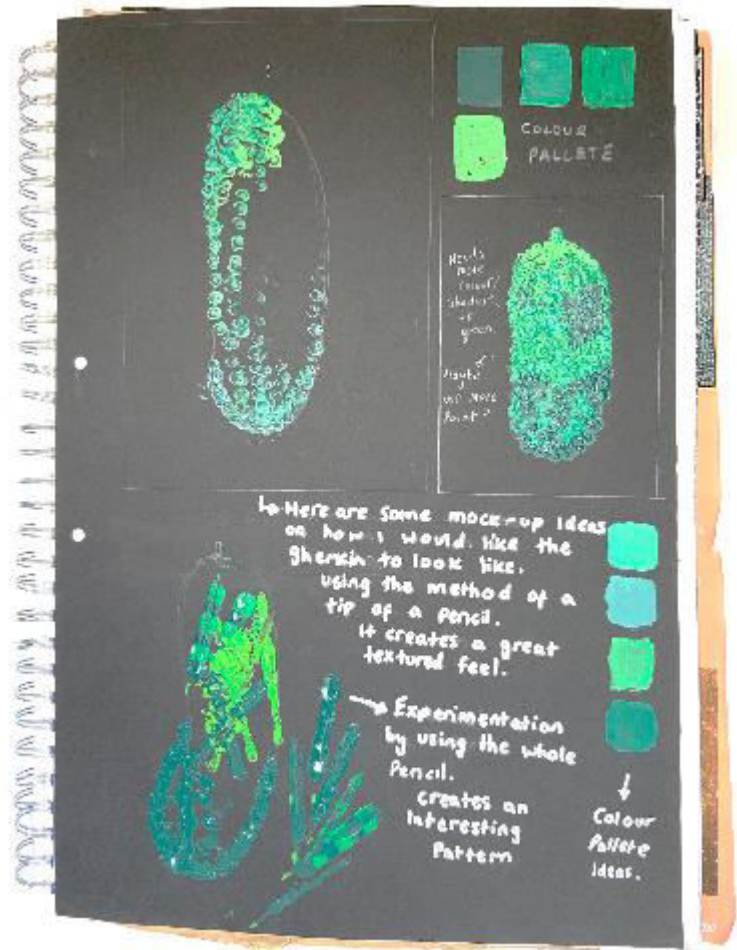 COLOUR
PALLETE
Needs
more
colour/
shades
of
green.
Maybe
use more
Paint?
Here are some mock-up Ideas
on how i would like the
gherkin to look like.
using the method of a
tip of a pencil.
It creates a great
textured feel.
Experimentation
by using the whole
Pencil.
creates an
Interesting
Pattern
Colour
Pallete
Ideas.